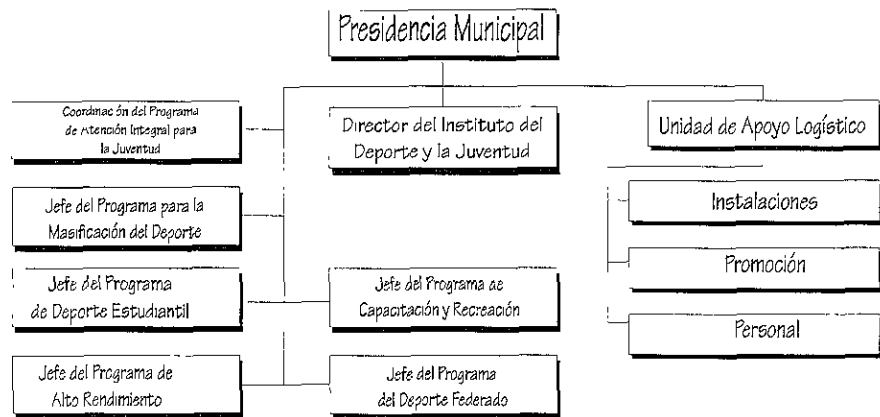 Presidencia Municipal
Coordinación del Programa
de Atención Integral para
la Juventud
Director del Instituto del
Deporte y la Juventud
Unidad de Apoyo Logístico
Jefe del Programa para la
Masificación del Deporte
Instalaciones
Promoción
Jefe del Programa
de Deporte Estudiantil
Jefe del Programa de
Capacitación y Recreación
Personal
Jefe del Programa de
Alto Rendimiento
Jefe del Programa
del Deporte Federado